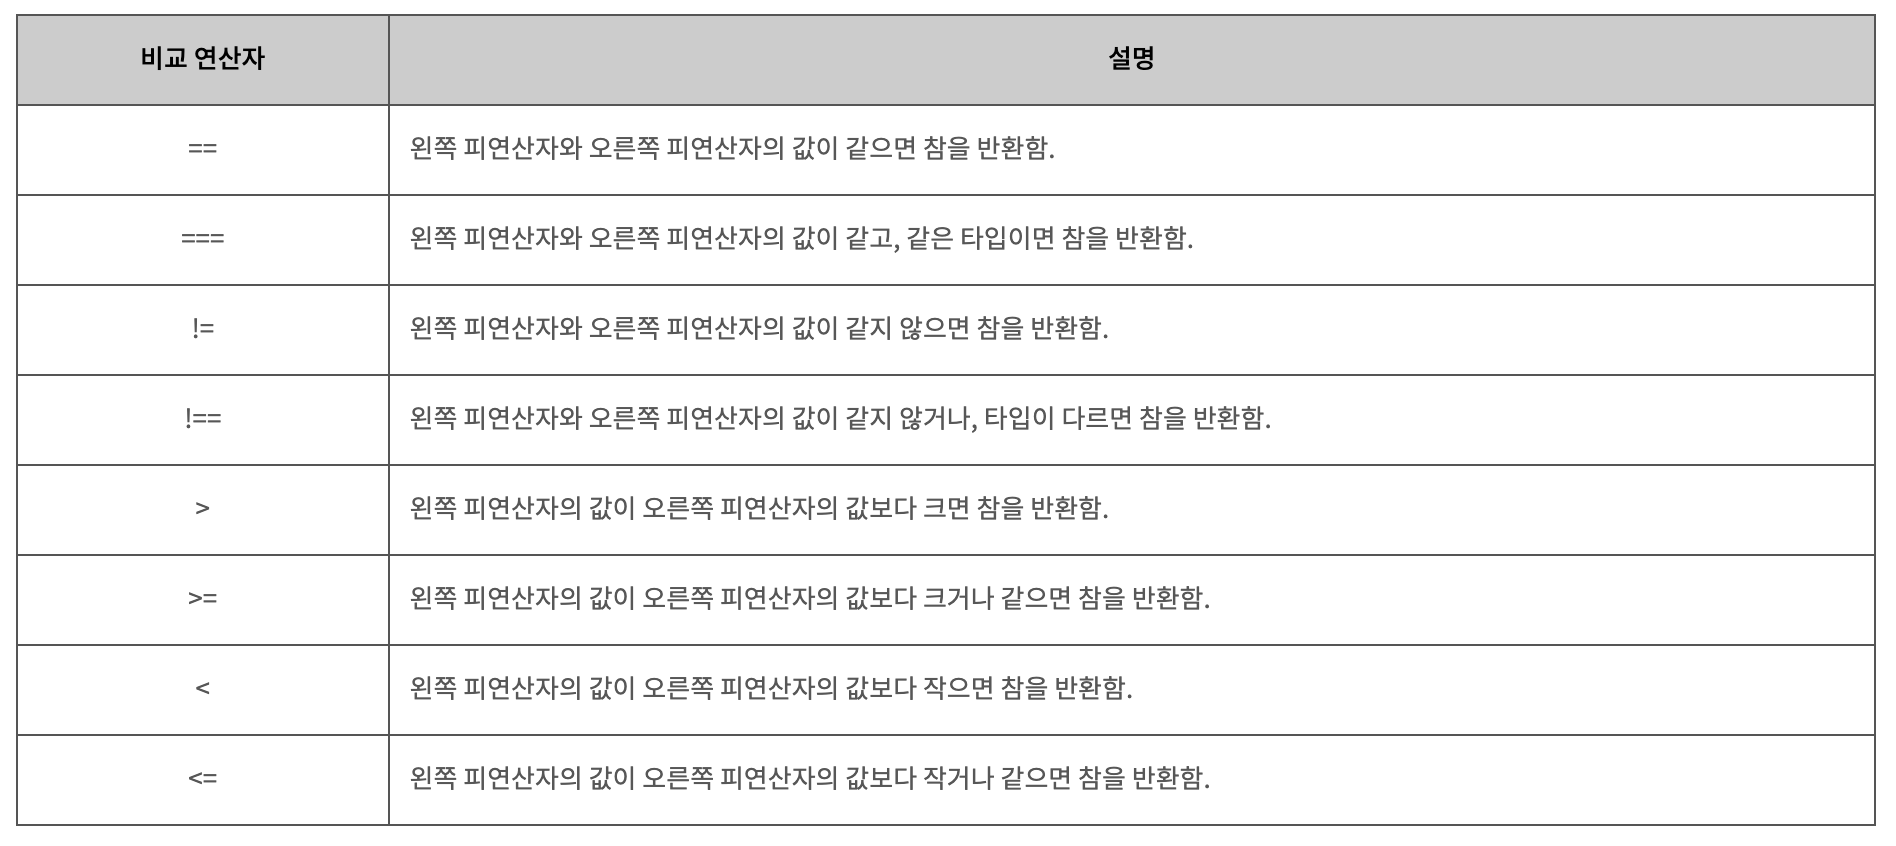 비교 연산자 설명
== 왼쪽 피연산자와 오른쪽 피연산자의 값이 같으면 참을 반환함.
=== 왼쪽 피연산자와 오른쪽 피연산자의 값이 같고, 같은 타입이면 참을 반환함.
!= 왼쪽 피연산자와 오른쪽 피연산자의 값이 같지 않으면 참을 반환함.
!== 왼쪽 피연산자와 오른쪽 피연산자의 값이 같지 않거나, 타입이 다르면 참을 반환함.
> 왼쪽 피연산자의 값이 오른쪽 피연산자의 값보다 크면 참을 반환함.
>= 왼쪽 피연산자의 값이 오른쪽 피연산자의 값보다 크거나 같으면 참을 반환함.
< 왼쪽 피연산자의 값이 오른쪽 피연산자의 값보다 작으면 참을 반환함.
<= 왼쪽 피연산자의 값이 오른쪽 피연산자의 값보다 작거나 같으면 참을 반환함.